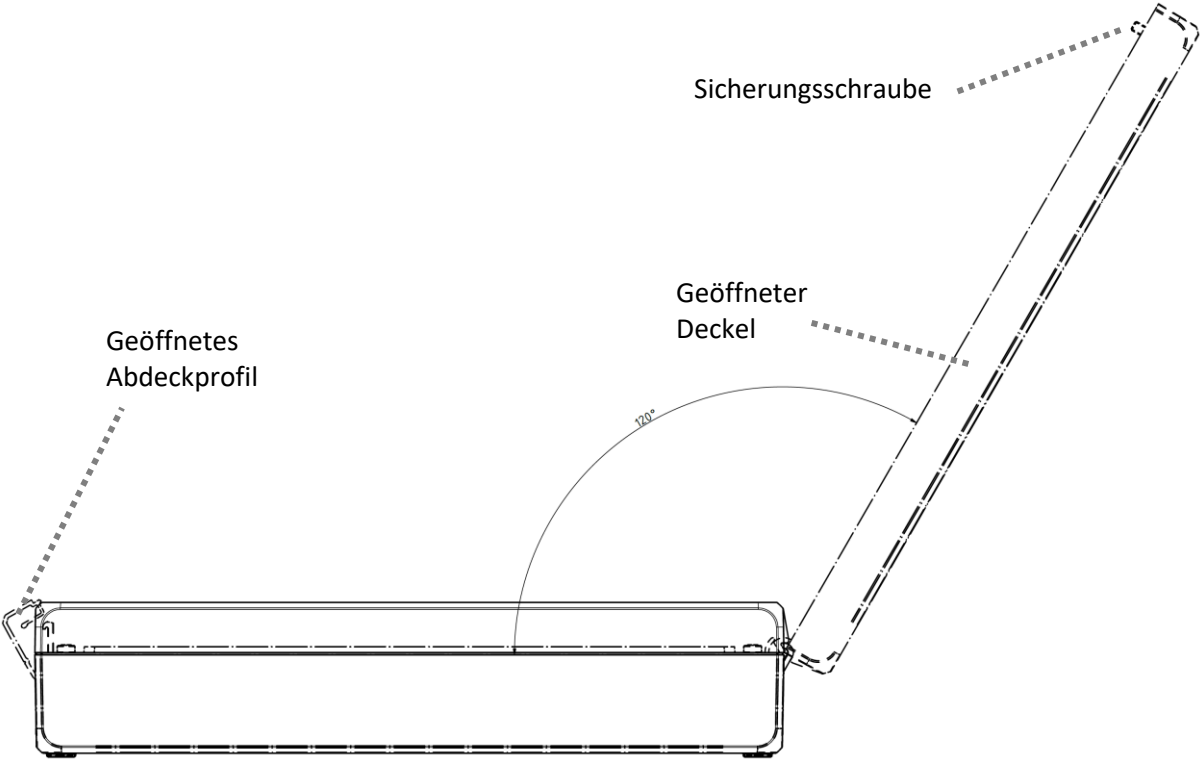 Sicherungsschraube
Geöffneter
Deckel
Geöffnetes
Abdeckprofil
120°